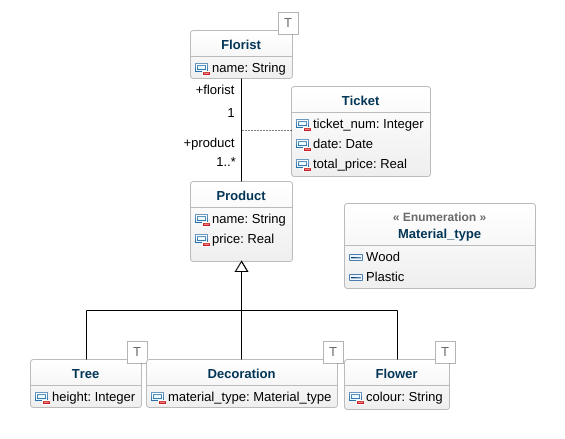 T
Florist
name: String
+florist
1
Ticket
ticket_num: Integer
date: Date
total_price: Real
+product
1..*
Product
name: String
price: Real
« Enumeration »
Material_type
Wood
Plastic
T
T
T
Tree
height: Integer
Decoration
material_type: Material_type
Flower
colour: String